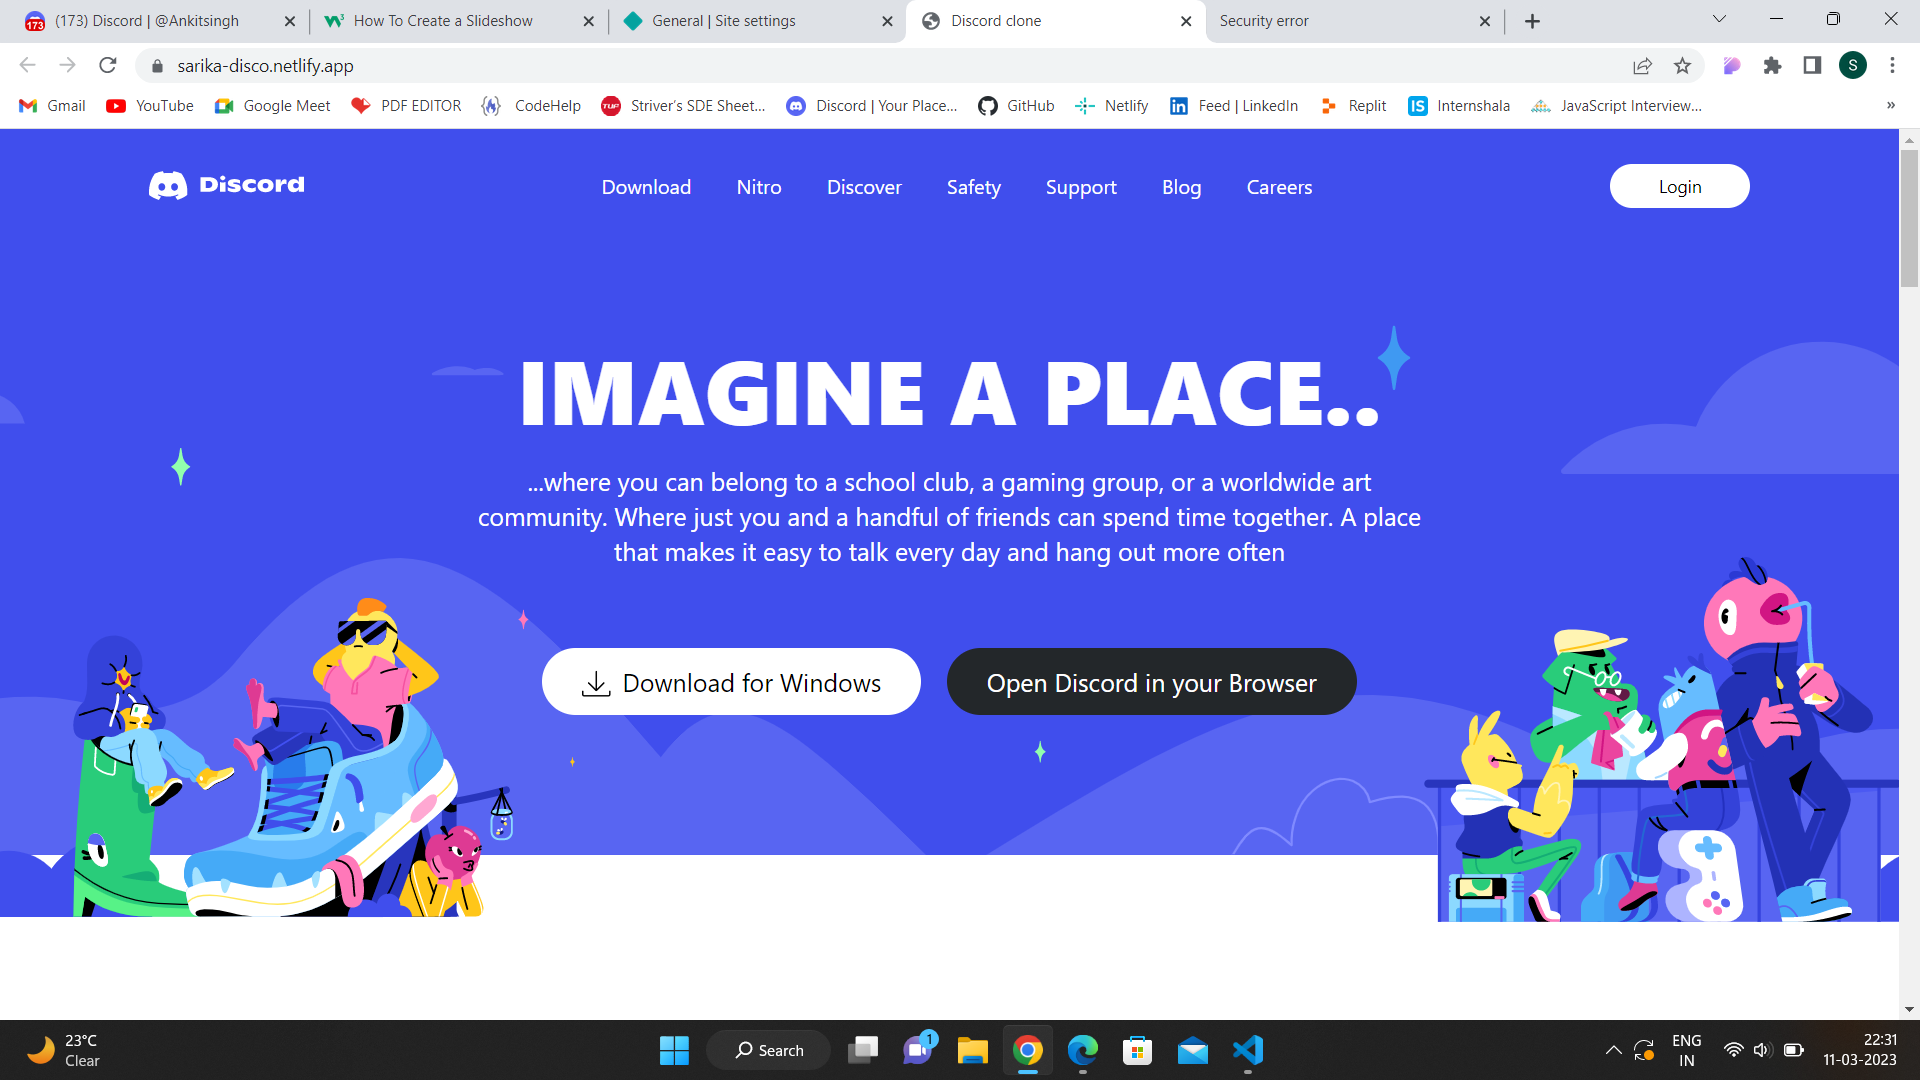 173
(173) Discord | @Ankitsingh
How To Create a Slideshow
General | Site settings
Discord clone
Security error
sarika-disco.netlify.app
S
Gmail
YouTube
Google Meet
PDF EDITOR
CodeHelp
TUF
Striver's SDE Sheet...
Discord | Your Place...
GitHub
Netlify
in
Feed | LinkedIn
Replit
IS
Internshala
JavaScript Interview...
»
Discord
Download
Nitro
Discover
Safety
Support
Blog
Careers
Login
IMAGINE A PLACE..
...where you can belong to a school club, a gaming group, or a worldwide art
community. Where just you and a handful of friends can spend time together. A place
that makes it easy to talk every day and hang out more often
Download for Windows
Open Discord in your Browser
23°C
Clear
Search
1
ENG
IN
22:31
11-03-2023